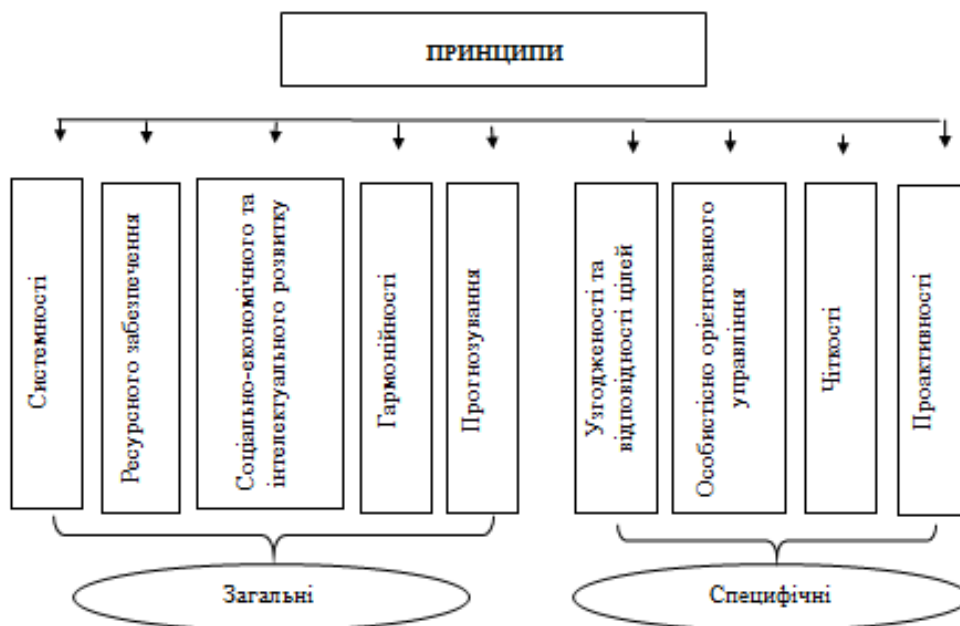 ПРИНЦИПИ
Системності
Ресурсного забезпечення
Соціально-економічного та
інтелектуального розвитку
Гармонійності
Прогнозування
Узгодженості та
відповідності цілей
Особистісно орієнтованого
управління
Чіткості
Проактивності
Загальні
Специфічні